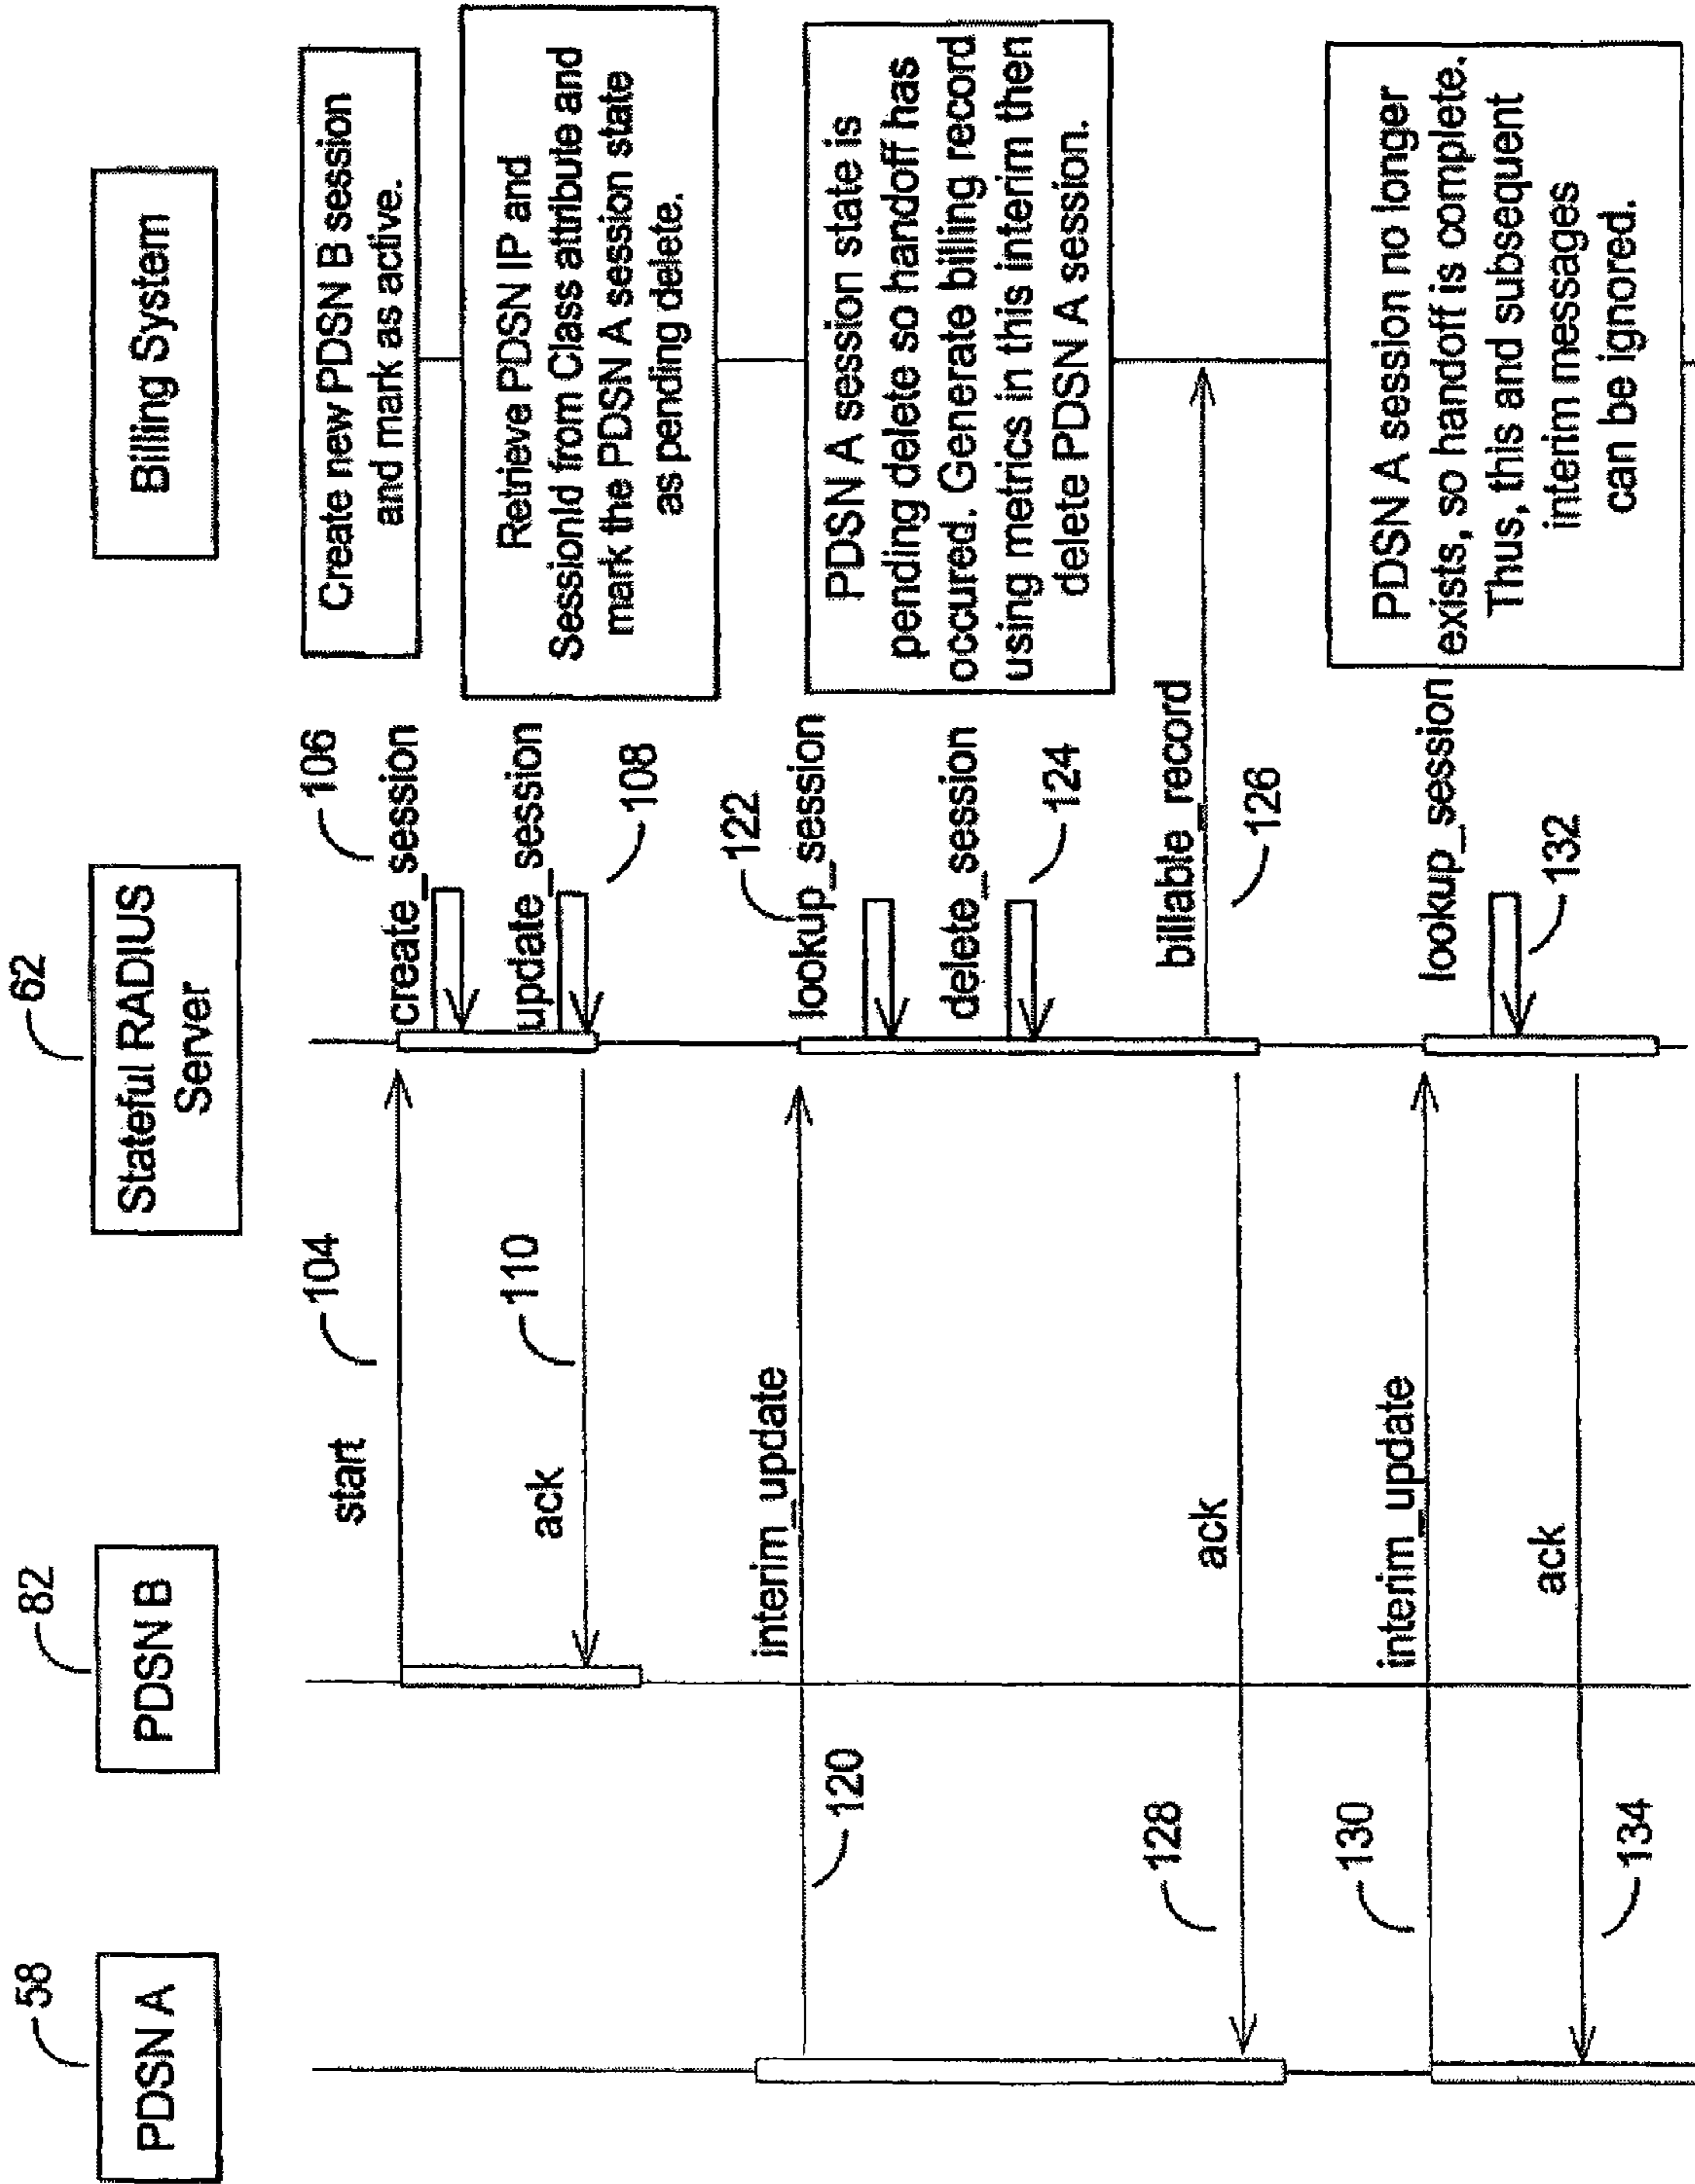 58
PDSN A
82
PDSN B
62
Stateful RADIUS
Server
Billing System
start
104
106
create_session
Create new PDSN B session
and mark as active.
ack
110
update_session
108
Retrieve PDSN IP and
SessionId from Class attribute and
mark the PDSN A session state
as pending delete.
interim_update
120
122
lookup_session
delete_session
124
PDSN A session state is
pending delete so handoff has
occured. Generate billing record
using metrics in this interim then
delete PDSN A session.
billable_record
126
ack
128
interim_update
130
lookup_session
132
PDSN A session no longer
exists, so handoff is complete.
Thus, this and subsequent
interim messages
can be ignored.
ack
134